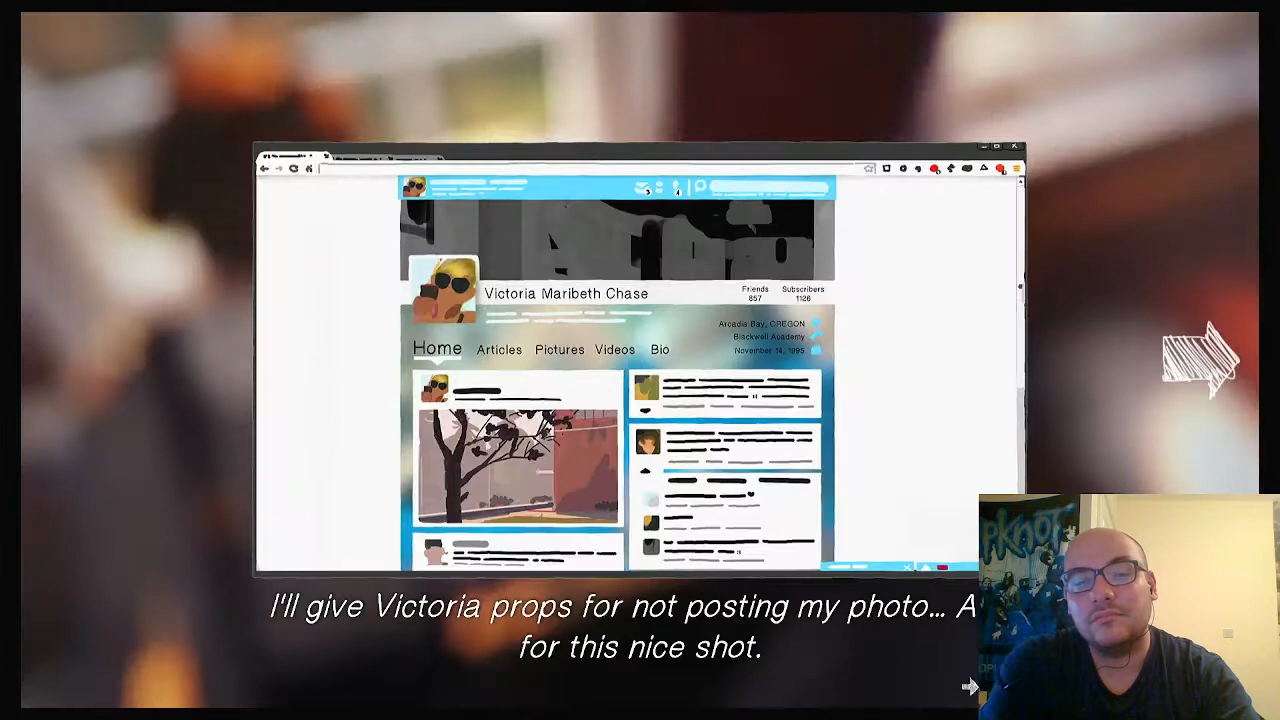 Victoria Maribeth Chase
Friends
857
Subscribers
1126
Arcadia Bay, OREGON
Blackwell Academy
November 14, 1995
Home Articles Pictures Videos Bio
I'll give Victoria props for not posting my photo... A
for this nice shot.
PKNOT